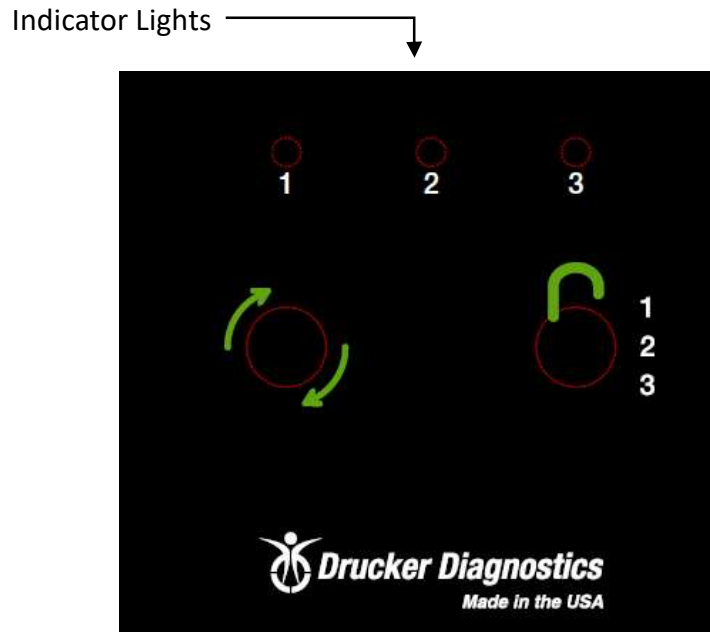 Indicator Lights
1 2 3
1
2
3
Drucker Diagnostics
Made in the USA